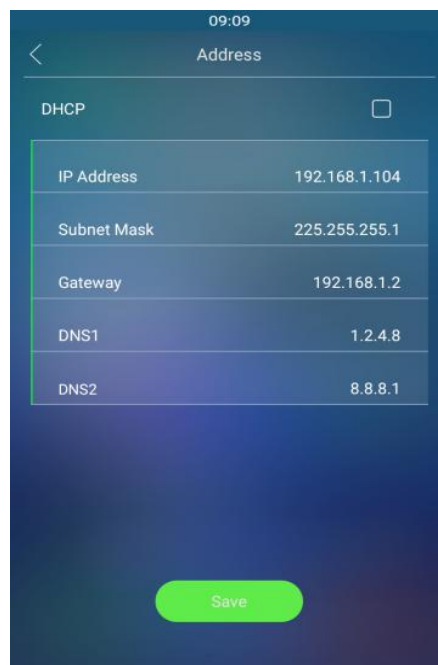 09:09
Address
DHCP
IP Address 192.168.1.104
Subnet Mask 225.255.255.1
Gateway 192.168.1.2
DNS1 1.2.4.8
DNS2 8.8.8.1
Save